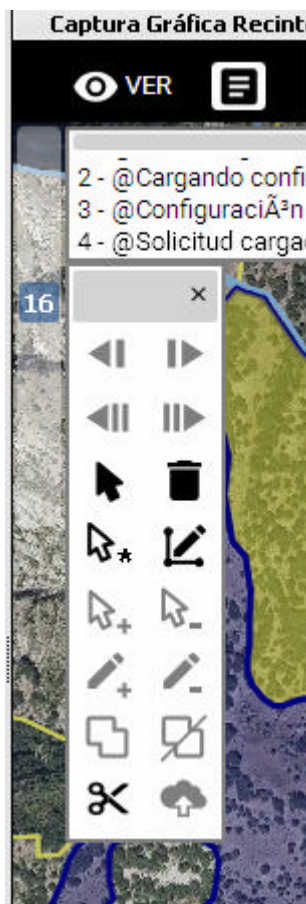 Captura Gráfica Recint
VER
2 - @Cargando confi
3 - @ConfiguraciÃ³n
4 - @Solicitud carga
16